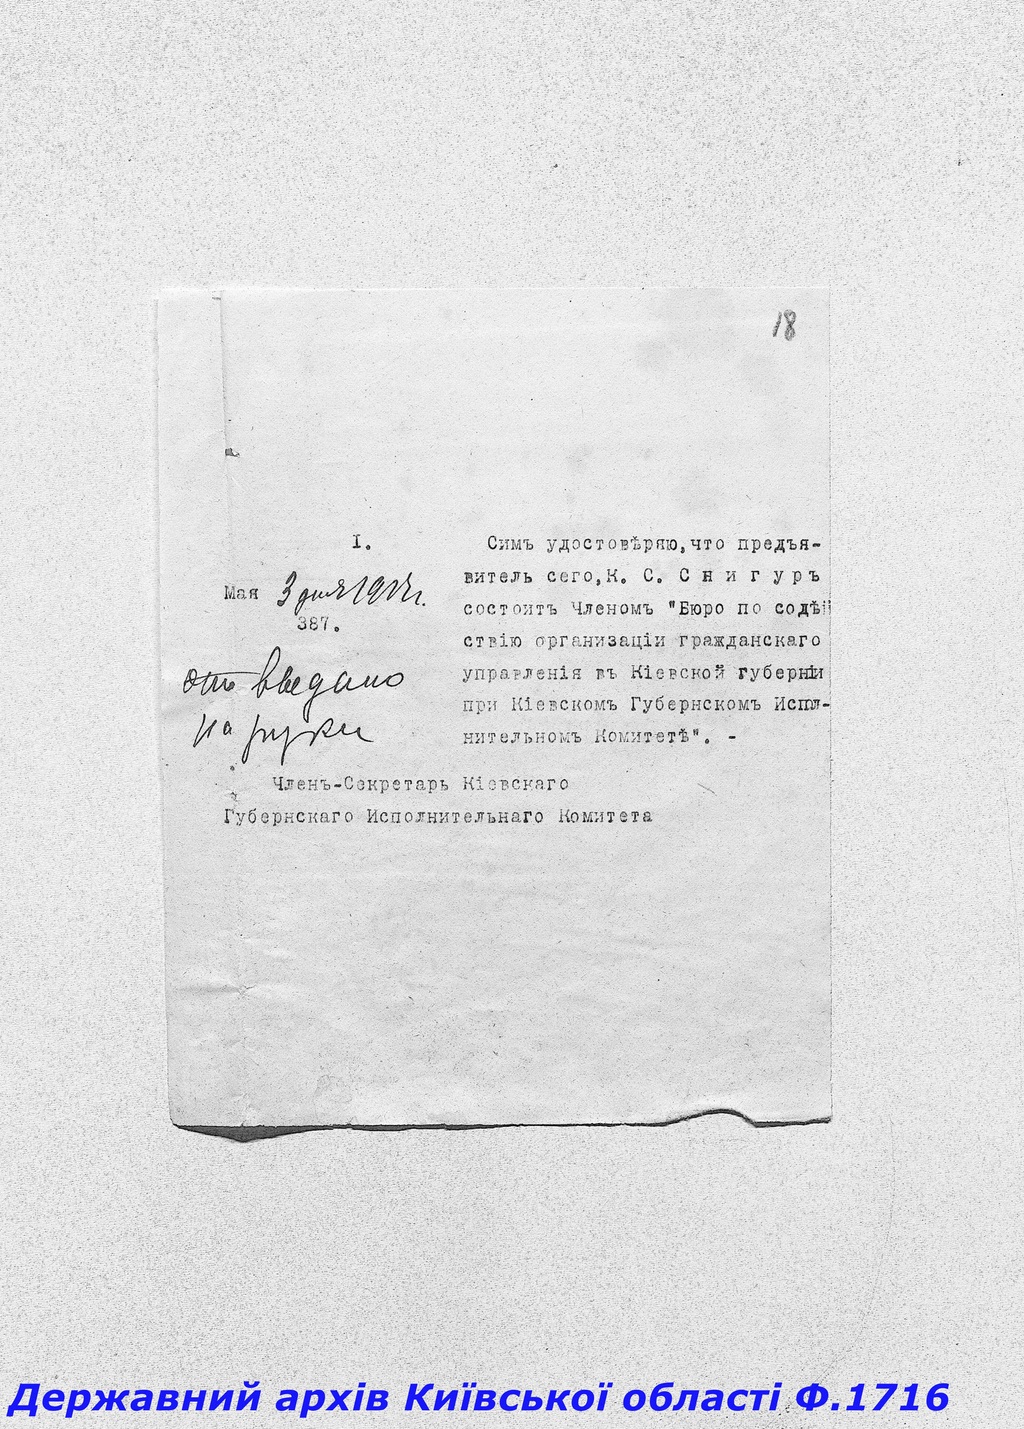 18
I.
Мая 3 дня 1917 г.
387.
выдано
на руки
Симъ удостовѣряю, что предъя-
витель сего, К. С. Снигуръ
состоитъ Членомъ "Бюро по содѣй
ствію организаціи гражданскаго
управленія въ Кіевской губерніи
при Кіевскомъ Губернскомъ Испол-
нительномъ Комитетѣ". -
Членъ-Секретарь Кіевскаго
Губернскаго Исполнительнаго Комитета
Державний архів Київської області Ф.1716